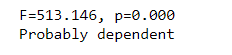 F=513.146, p=0.000
Probably dependent